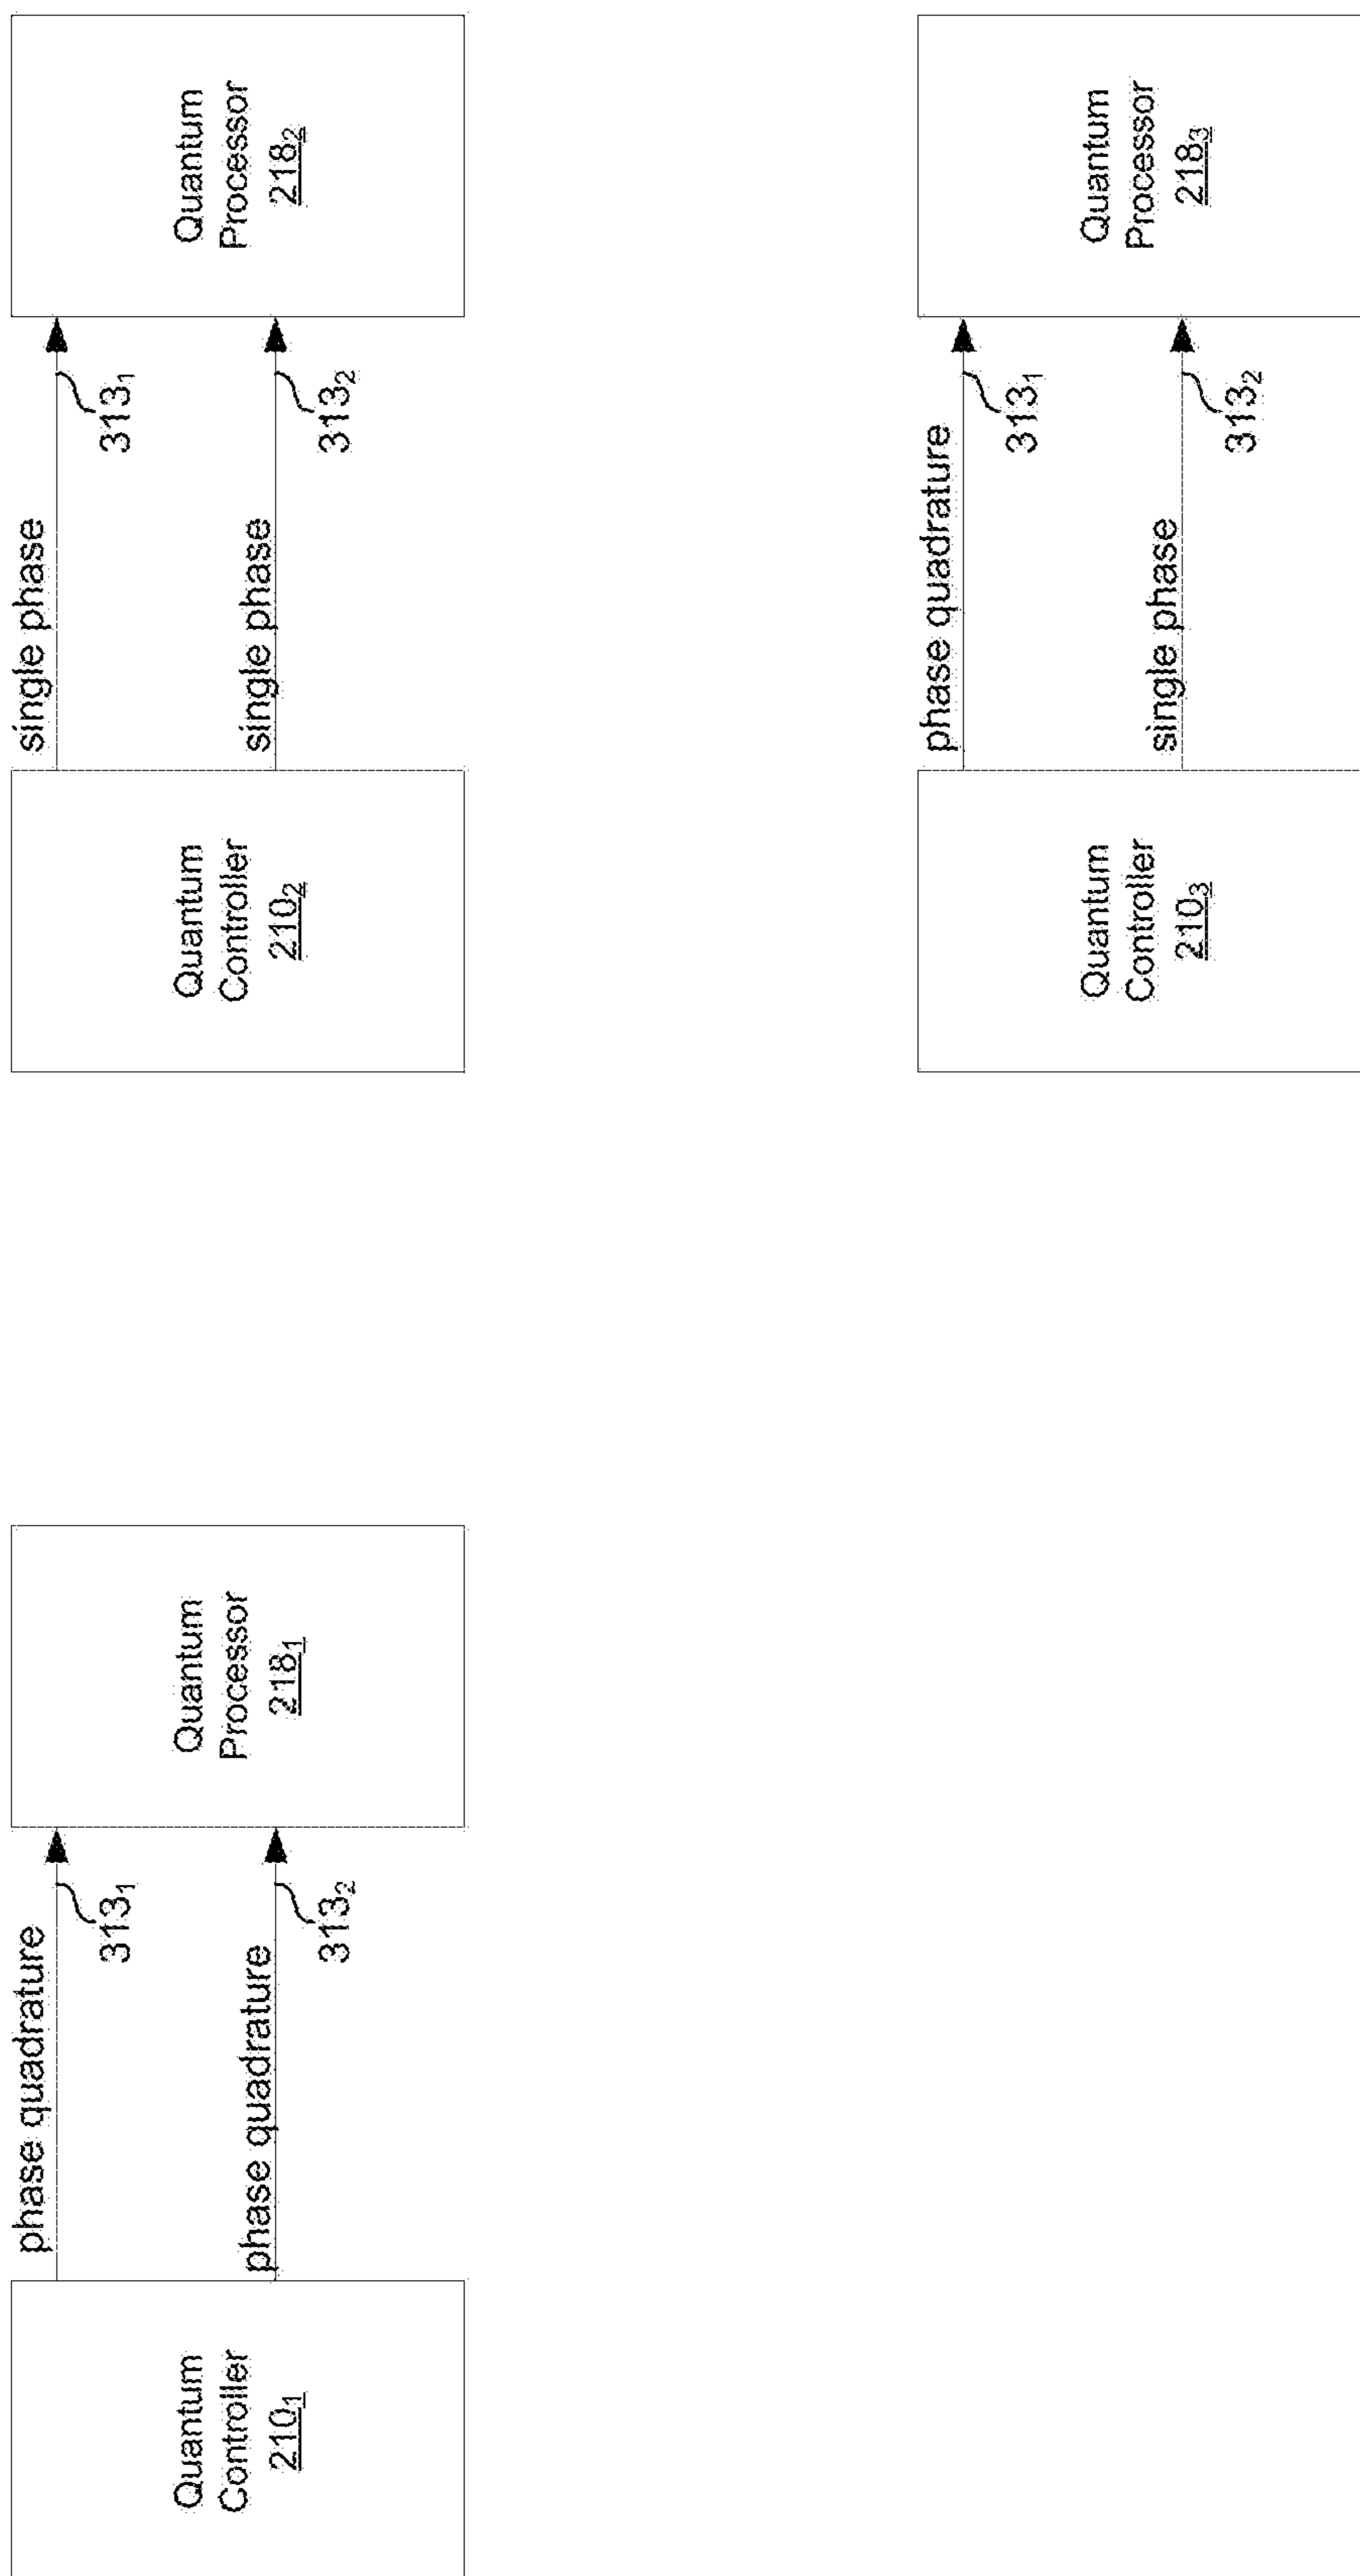 Quantum
Controller
210₁
phase quadrature
313₁
phase quadrature
313₂
Quantum
Processor
218₁
Quantum
Controller
210₂
single phase
313₁
single phase
313₂
Quantum
Processor
218₂
Quantum
Controller
210₃
phase quadrature
313₁
single phase
313₂
Quantum
Processor
218₃